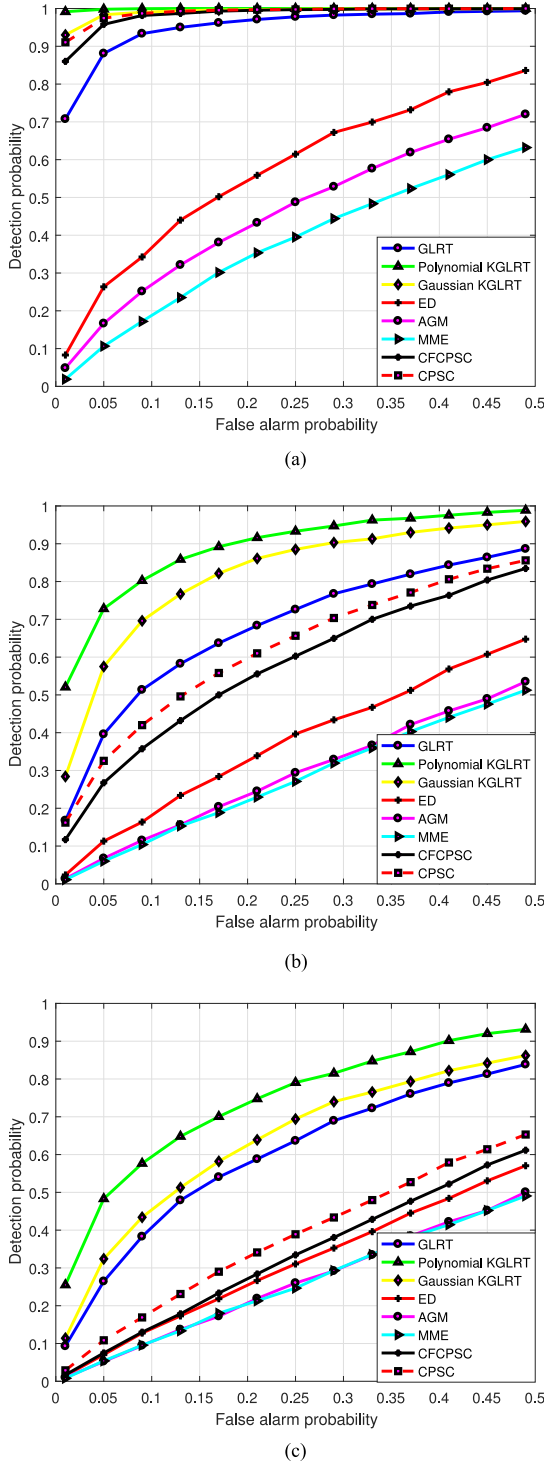 1
0.9
0.8
0.7
0.6
0.5
0.4
0.3
0.2
0.1
0
Detection probability
GLRT
Polynomial KGLRT
Gaussian KGLRT
ED
AGM
MME
CFCPSC
CPSC
0 0.05 0.1 0.15 0.2 0.25 0.3 0.35 0.4 0.45 0.5
False alarm probability
(a)
1
0.9
0.8
0.7
0.6
0.5
0.4
0.3
0.2
0.1
0
Detection probability
GLRT
Polynomial KGLRT
Gaussian KGLRT
ED
AGM
MME
CFCPSC
CPSC
0 0.05 0.1 0.15 0.2 0.25 0.3 0.35 0.4 0.45 0.5
False alarm probability
(b)
1
0.9
0.8
0.7
0.6
0.5
0.4
0.3
0.2
0.1
0
Detection probability
GLRT
Polynomial KGLRT
Gaussian KGLRT
ED
AGM
MME
CFCPSC
CPSC
0 0.05 0.1 0.15 0.2 0.25 0.3 0.35 0.4 0.45 0.5
False alarm probability
(c)